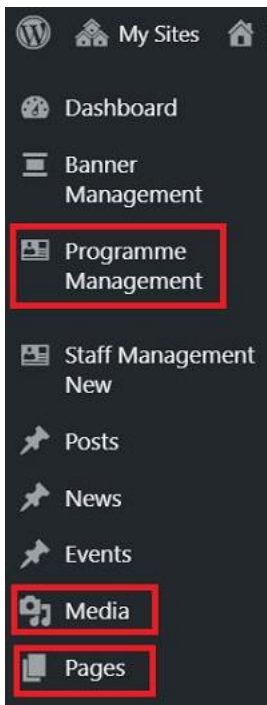 My Sites
Dashboard
Banner
Management
Programme
Management
Staff Management
New
Posts
News
Events
Media
Pages